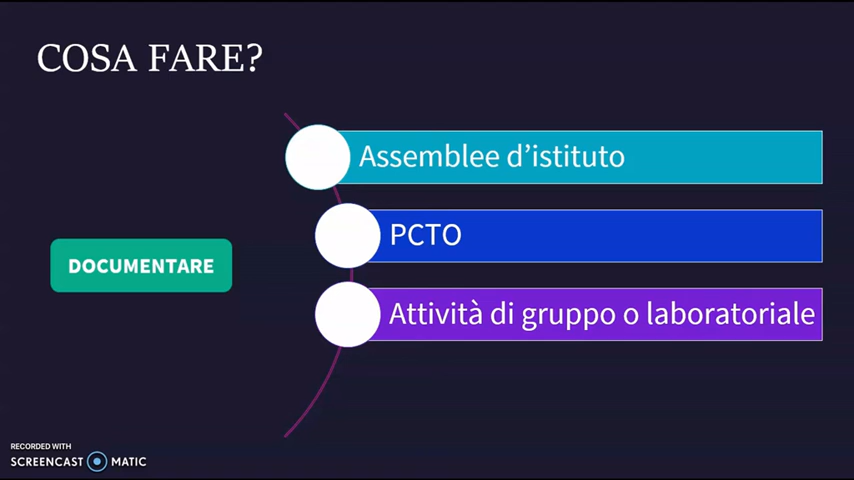 COSA FARE?
Assemblee d’istituto
PCTO
DOCUMENTARE
Attività di gruppo o laboratoriale
RECORDED WITH
SCREENCAST MATIC